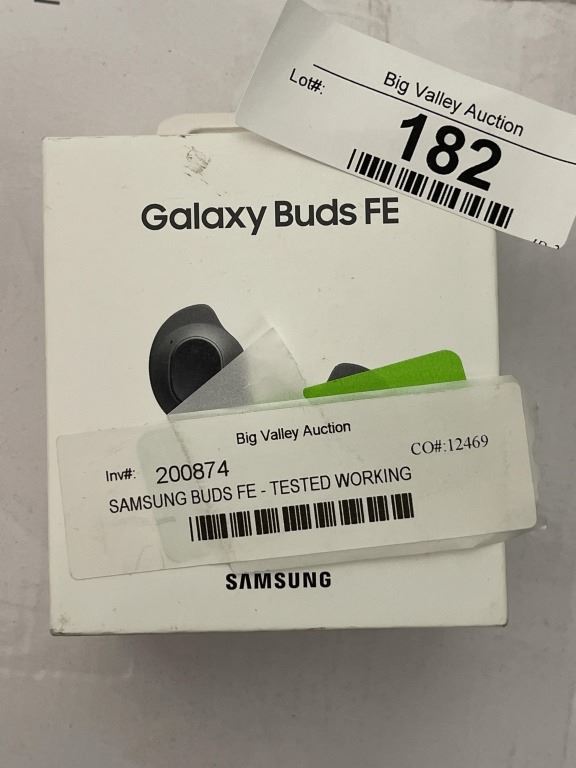 Big Valley Auction
Lot#:
182
Galaxy Buds FE
Big Valley Auction
Inv#: 200874
CO#:12469
SAMSUNG BUDS FE - TESTED WORKING
SAMSUNG